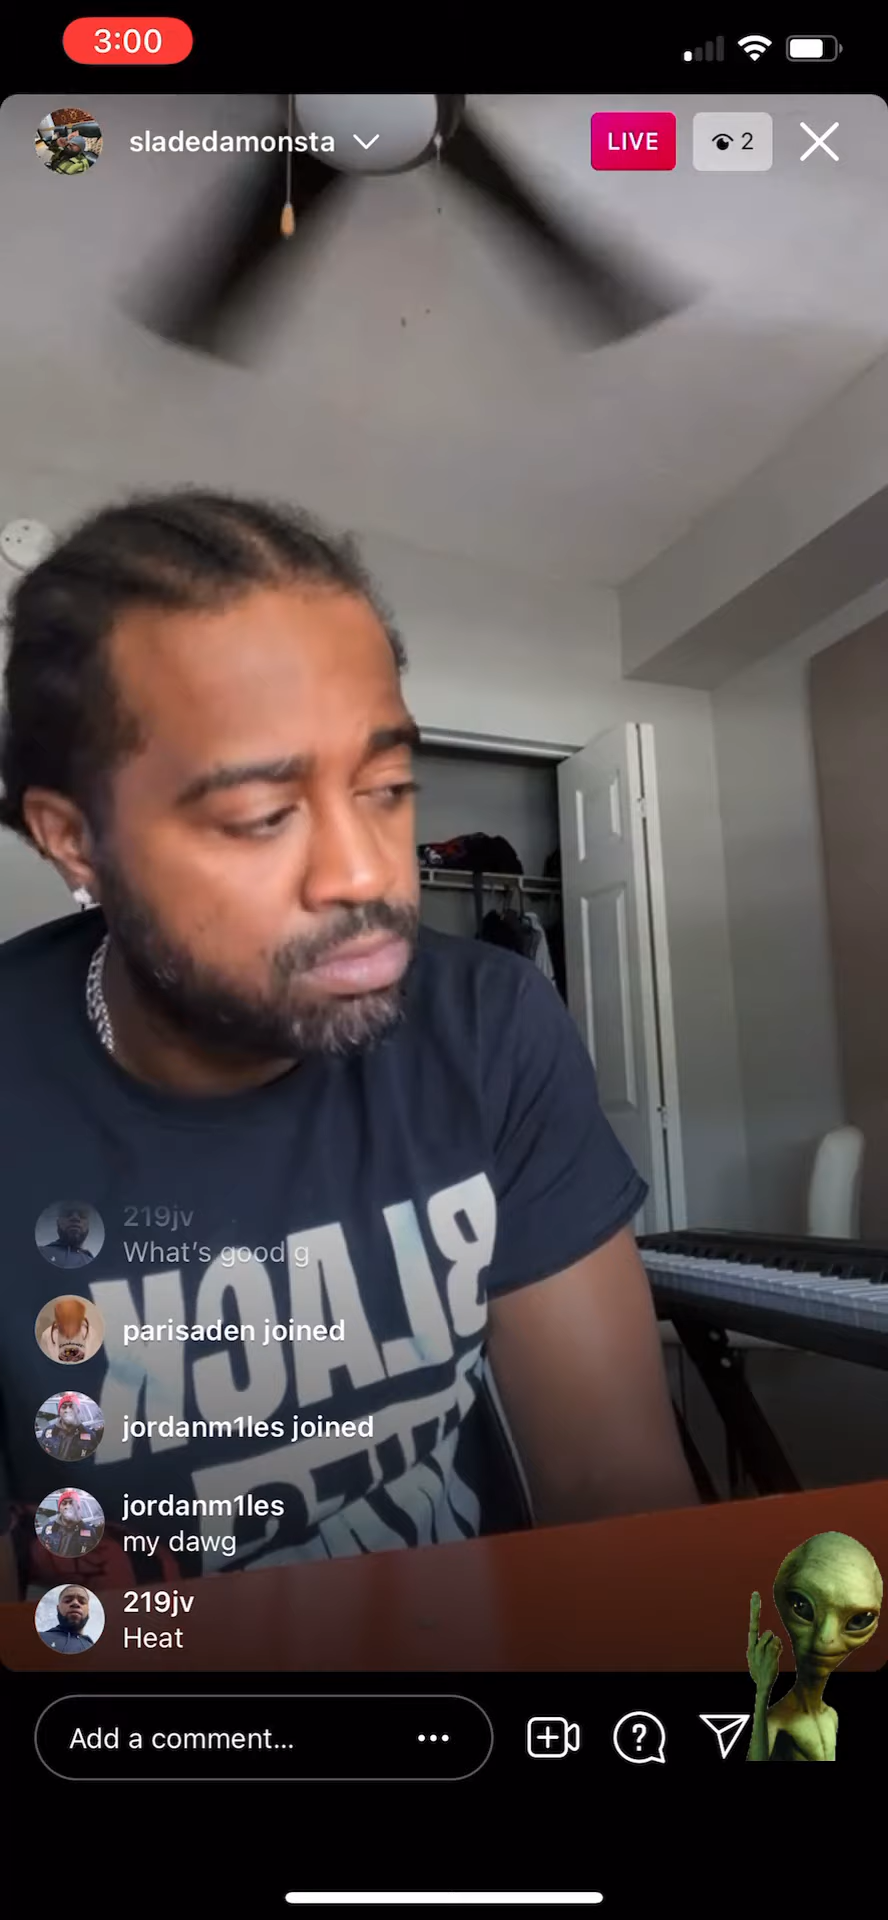 3:00
sladedamonsta
LIVE
2
219jv
What's good g
parisaden joined
jordanm1les joined
jordanm1les
my dawg
219jv
Heat
BLACK
Add a comment...